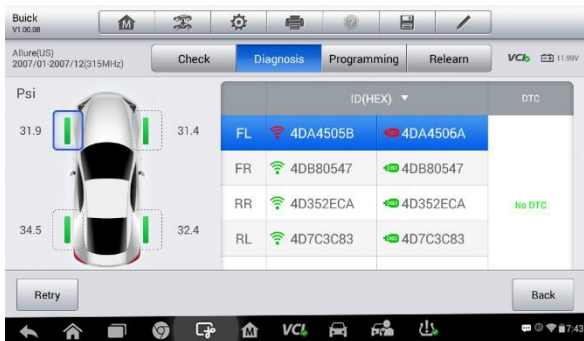 Buick
V1.00.08
Allure(US)
2007/01-2007/12(315MHz)
Check
Diagnosis
Programming
Relearn
VCI
11.99V
Psi
31.9
31.4
34.5
32.4
ID(HEX) ▼
DTC
FL 4DA4505B 4DA4506A
FR 4DB80547 4DB80547
RR 4D352ECA 4D352ECA
RL 4D7C3C83 4D7C3C83
No DTC
Retry
Back
M
VCI
7:43